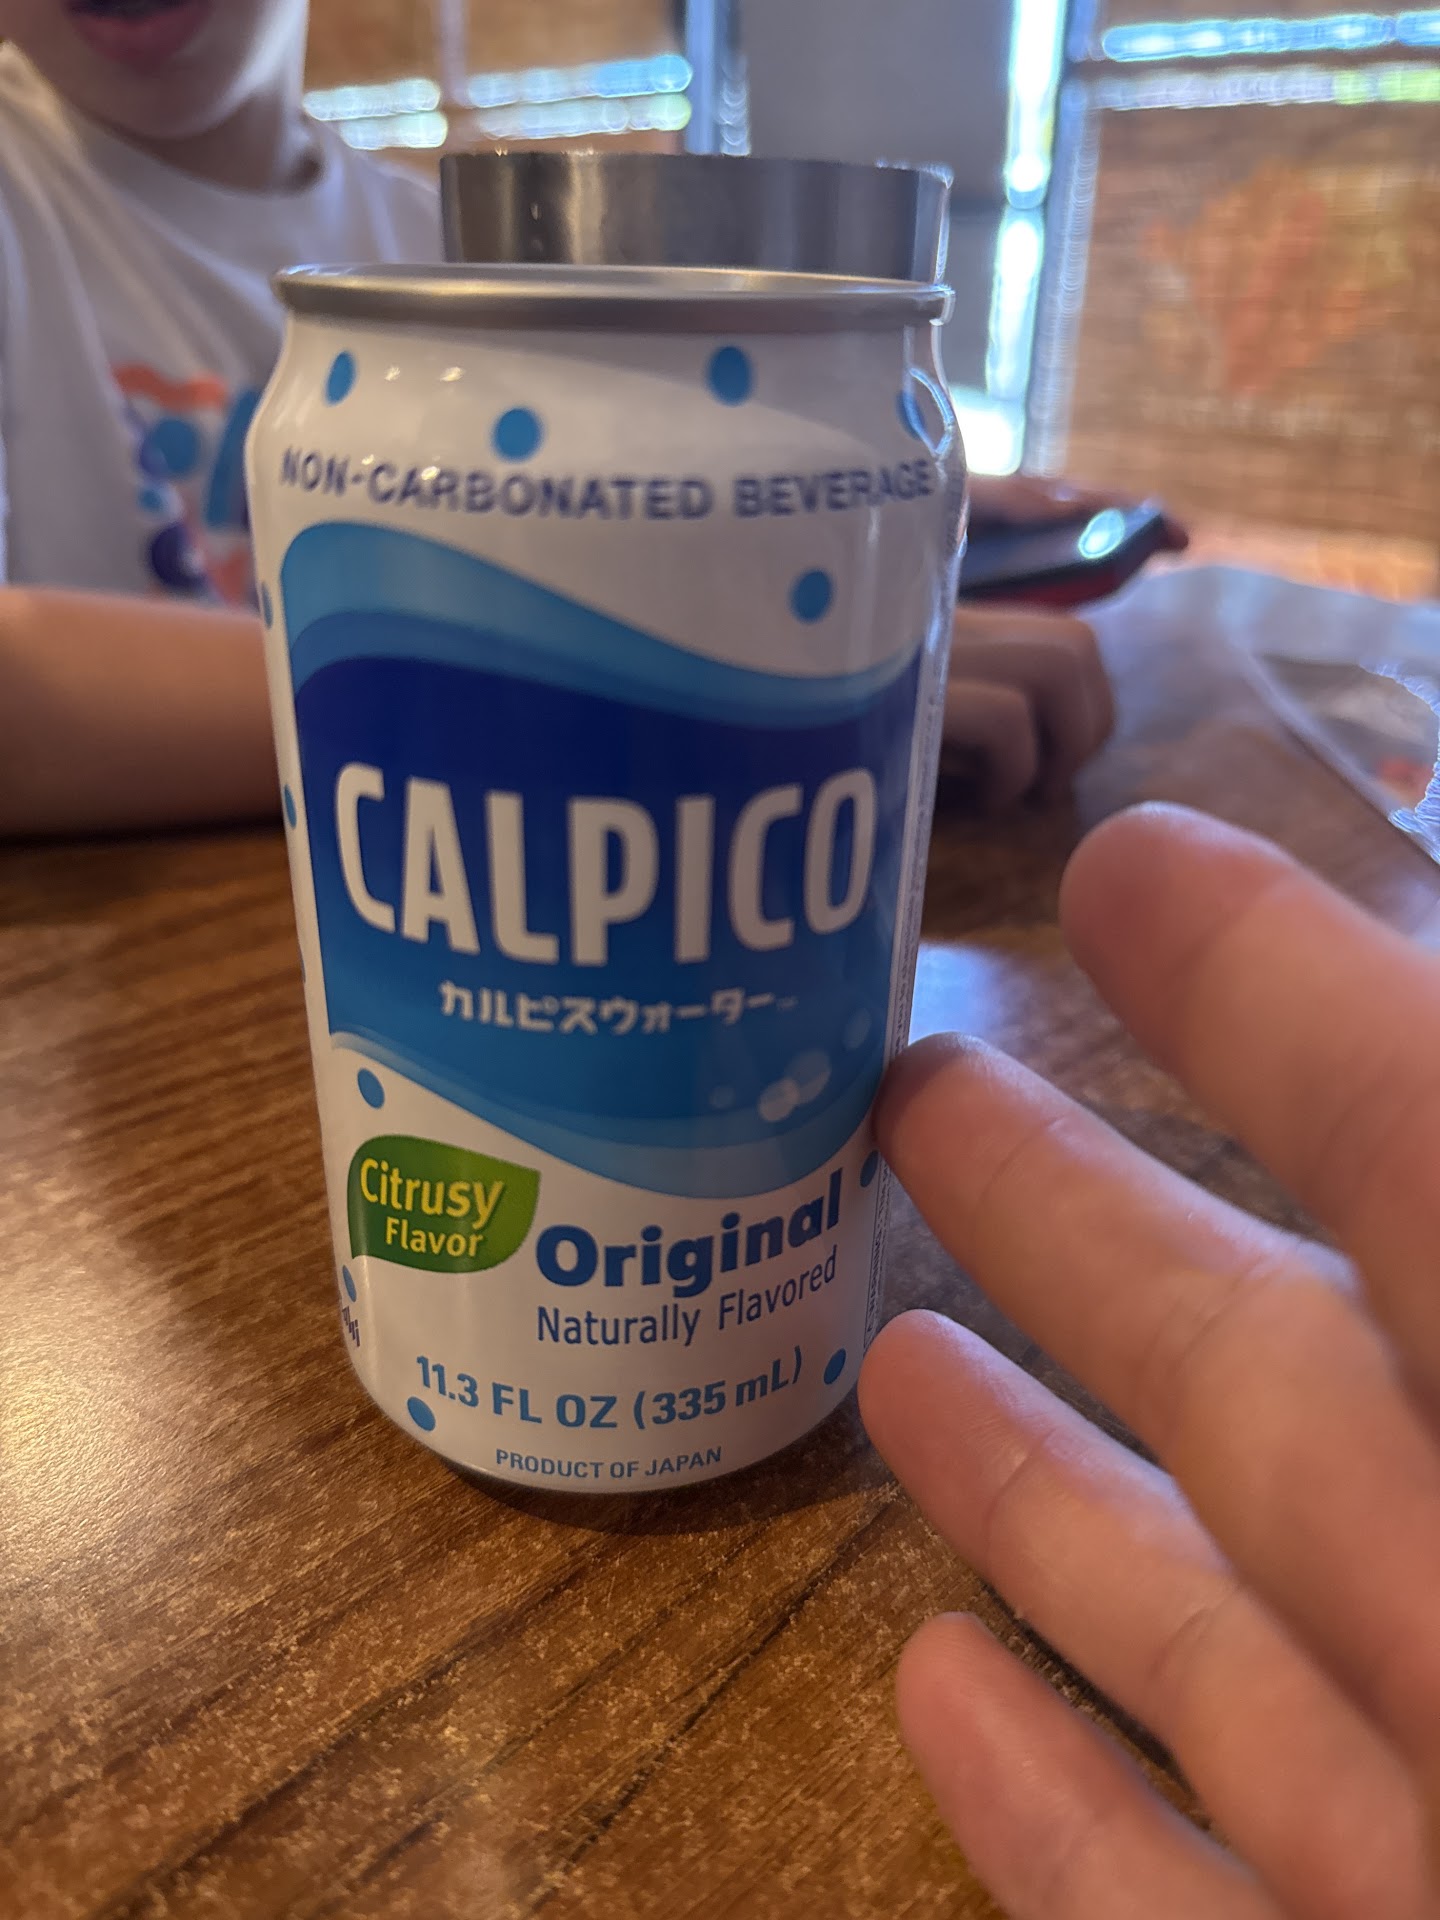 NON-CARBONATED BEVERAGE
CALPICO
カルピスウォーター
Citrusy
Flavor
Original
Naturally Flavored
11.3 FL OZ (335 mL)
PRODUCT OF JAPAN